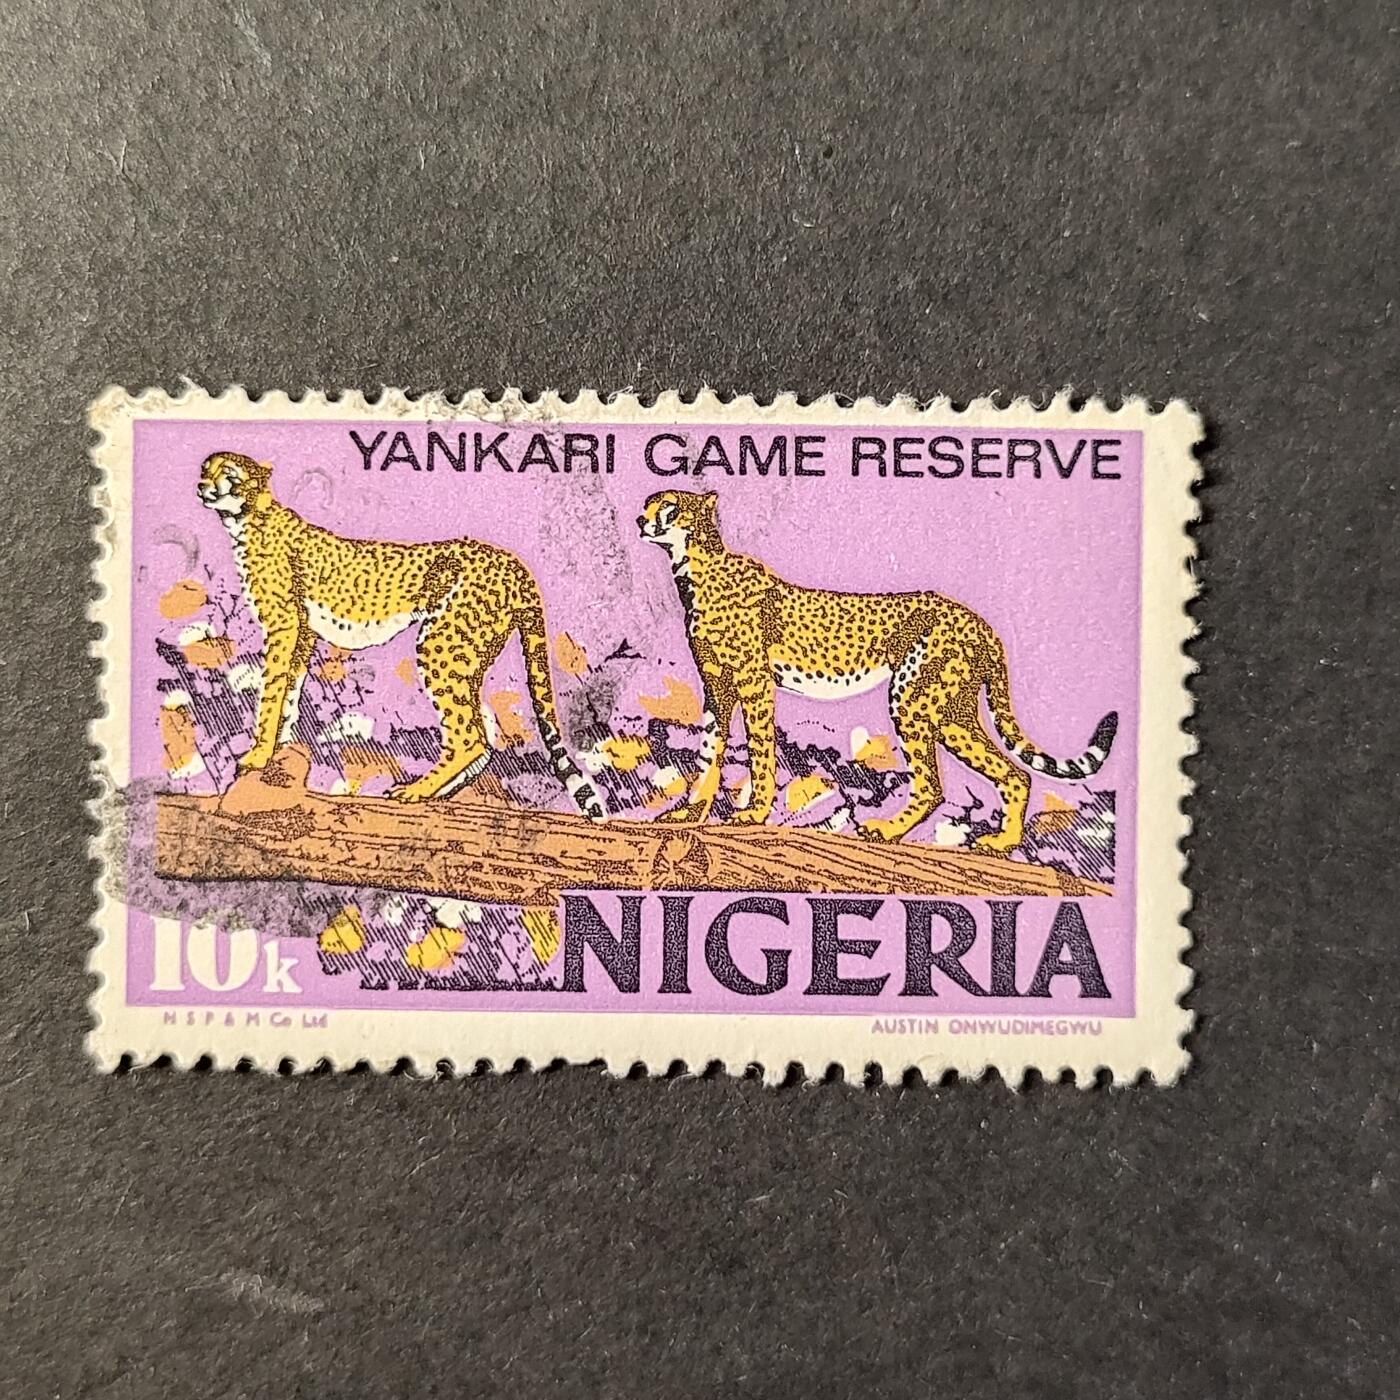 YANKARI GAME RESERVE
NIGERIA
10k
N S P & M Co Ltd
AUSTIN ONWUDIMEGWU